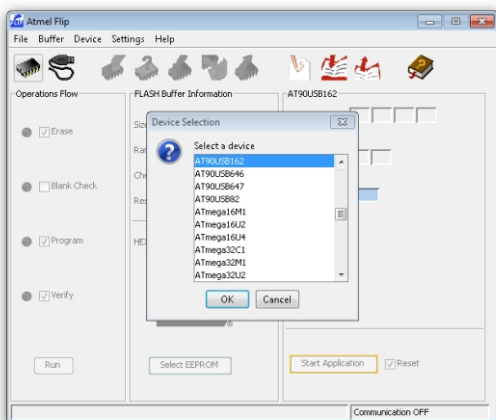 Atmel Flip
File Buffer Device Settings Help
Operations Flow
FLASH Buffer Information
AT90USB162
Erase
Blank Check
Program
Verify
Run
Device Selection
Select a device
AT90USB162
AT90USB646
AT90USB647
AT90USB82
ATmega16M1
ATmega16U2
ATmega16U4
ATmega32C1
ATmega32M1
ATmega32U2
OK Cancel
Select EEPROM
Start Application
Reset
Communication OFF